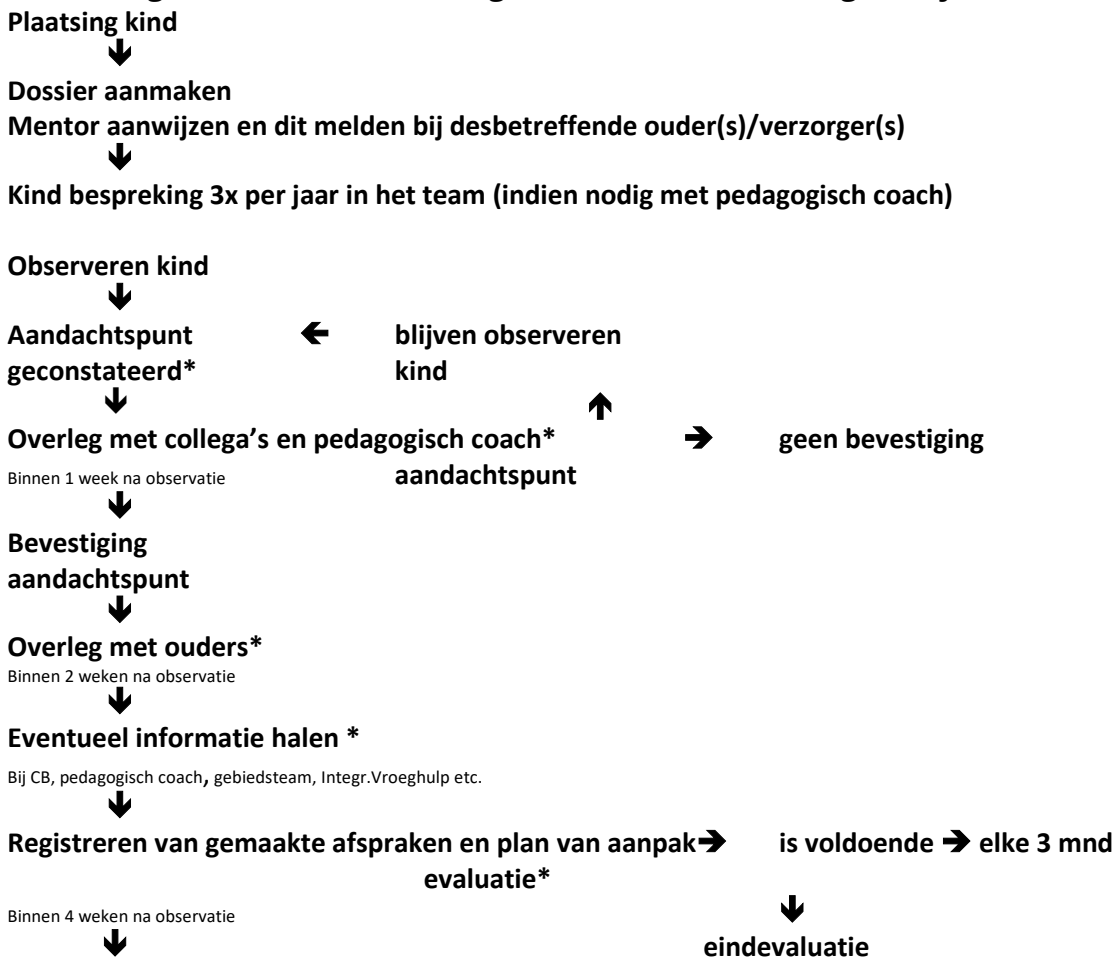 Plaatsing kind
🡻
Dossier aanmaken
Mentor aanwijzen en dit melden bij desbetreffende ouder(s)/verzorger(s)
🡻
Kind bespreking 3x per jaar in het team (indien nodig met pedagogisch coach)
Observeren kind
🡻
Aandachtspunt 🡸 blijven observeren
geconstateerd* kind
🡻 🡹
Overleg met collega’s en pedagogisch coach* ➔ geen bevestiging
Binnen 1 week na observatie aandachtspunt
🡻
Bevestiging
aandachtspunt
🡻
Overleg met ouders*
Binnen 2 weken na observatie
🡻
Eventueel informatie halen *
Bij CB, pedagogisch coach, gebiedsteam, Integr.Vroeghulp etc.
🡻
Registreren van gemaakte afspraken en plan van aanpak➔ is voldoende ➔ elke 3 mnd
evaluatie*
🡻
Binnen 4 weken na observatie
🡻 eindevaluatie